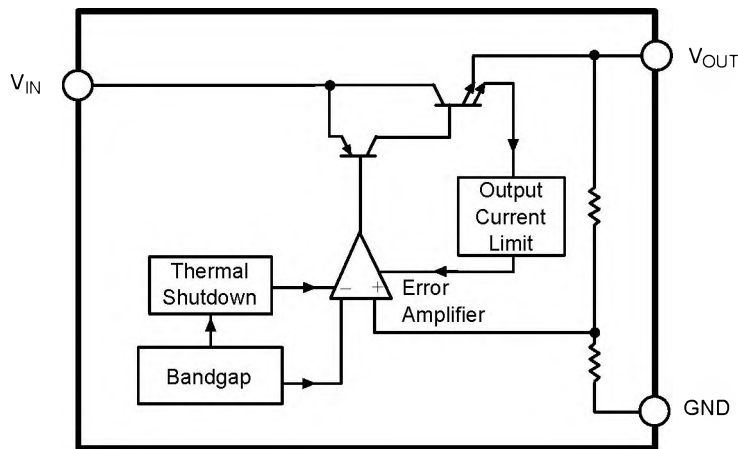 V_IN
V_OUT
Output
Current
Limit
Thermal
Shutdown
− +
Error
Amplifier
Bandgap
GND